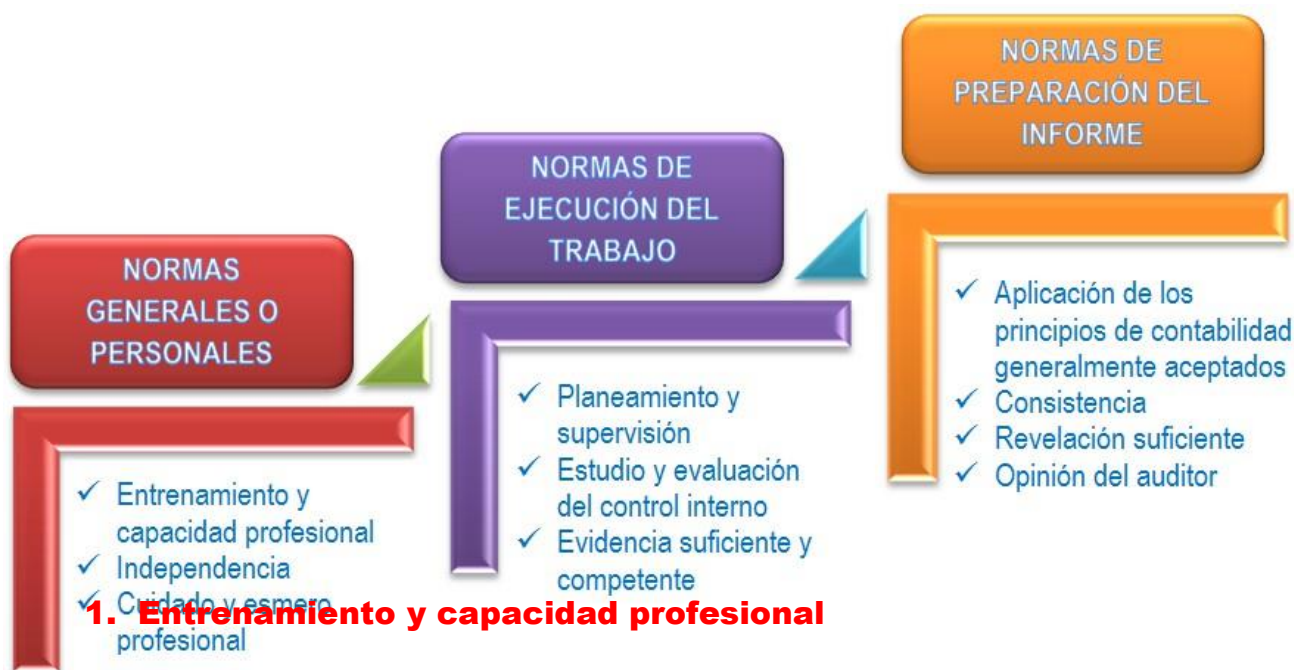 NORMAS
GENERALES O
PERSONALES
✓ Entrenamiento y
capacidad profesional
✓ Independencia
✓ Cuidado y esmero
profesional
1. Entrenamiento y capacidad profesional
NORMAS DE
EJECUCIÓN DEL
TRABAJO
✓ Planeamiento y
supervisión
✓ Estudio y evaluación
del control interno
✓ Evidencia suficiente y
competente
NORMAS DE
PREPARACIÓN DEL
INFORME
✓ Aplicación de los
principios de contabilidad
generalmente aceptados
✓ Consistencia
✓ Revelación suficiente
✓ Opinión del auditor